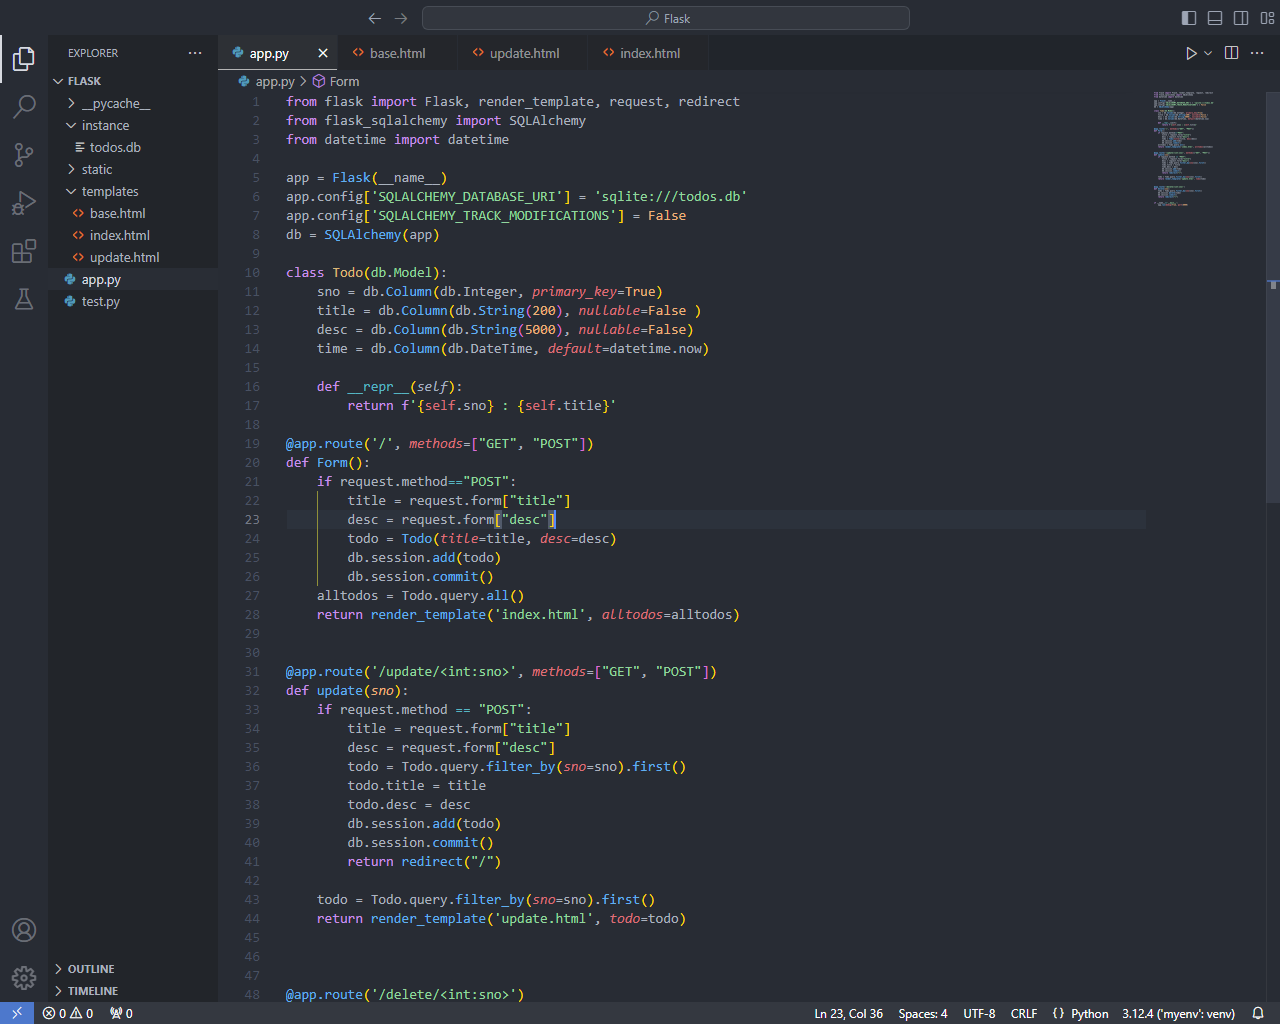 Flask
EXPLORER
FLASK
__pycache__
instance
todos.db
static
templates
base.html
index.html
update.html
app.py
test.py
OUTLINE
TIMELINE
app.py
base.html
update.html
index.html
app.py > Form
1 from flask import Flask, render_template, request, redirect
2 from flask_sqlalchemy import SQLAlchemy
3 from datetime import datetime
4
5 app = Flask(__name__)
6 app.config['SQLALCHEMY_DATABASE_URI'] = 'sqlite:///todos.db'
7 app.config['SQLALCHEMY_TRACK_MODIFICATIONS'] = False
8 db = SQLAlchemy(app)
9
10 class Todo(db.Model):
11     sno = db.Column(db.Integer, primary_key=True)
12     title = db.Column(db.String(200), nullable=False )
13     desc = db.Column(db.String(5000), nullable=False)
14     time = db.Column(db.DateTime, default=datetime.now)
15
16     def __repr__(self):
17         return f'{self.sno} : {self.title}'
18
19 @app.route('/', methods=["GET", "POST"])
20 def Form():
21     if request.method=="POST":
22         title = request.form["title"]
23         desc = request.form["desc"]
24         todo = Todo(title=title, desc=desc)
25         db.session.add(todo)
26         db.session.commit()
27     alltodos = Todo.query.all()
28     return render_template('index.html', alltodos=alltodos)
29
30
31 @app.route('/update/<int:sno>', methods=["GET", "POST"])
32 def update(sno):
33     if request.method == "POST":
34         title = request.form["title"]
35         desc = request.form["desc"]
36         todo = Todo.query.filter_by(sno=sno).first()
37         todo.title = title
38         todo.desc = desc
39         db.session.add(todo)
40         db.session.commit()
41         return redirect("/")
42
43     todo = Todo.query.filter_by(sno=sno).first()
44     return render_template('update.html', todo=todo)
45
46
47
48 @app.route('/delete/<int:sno>')
0 0 0 Ln 23, Col 36 Spaces: 4 UTF-8 CRLF {} Python 3.12.4 ('myenv': venv)